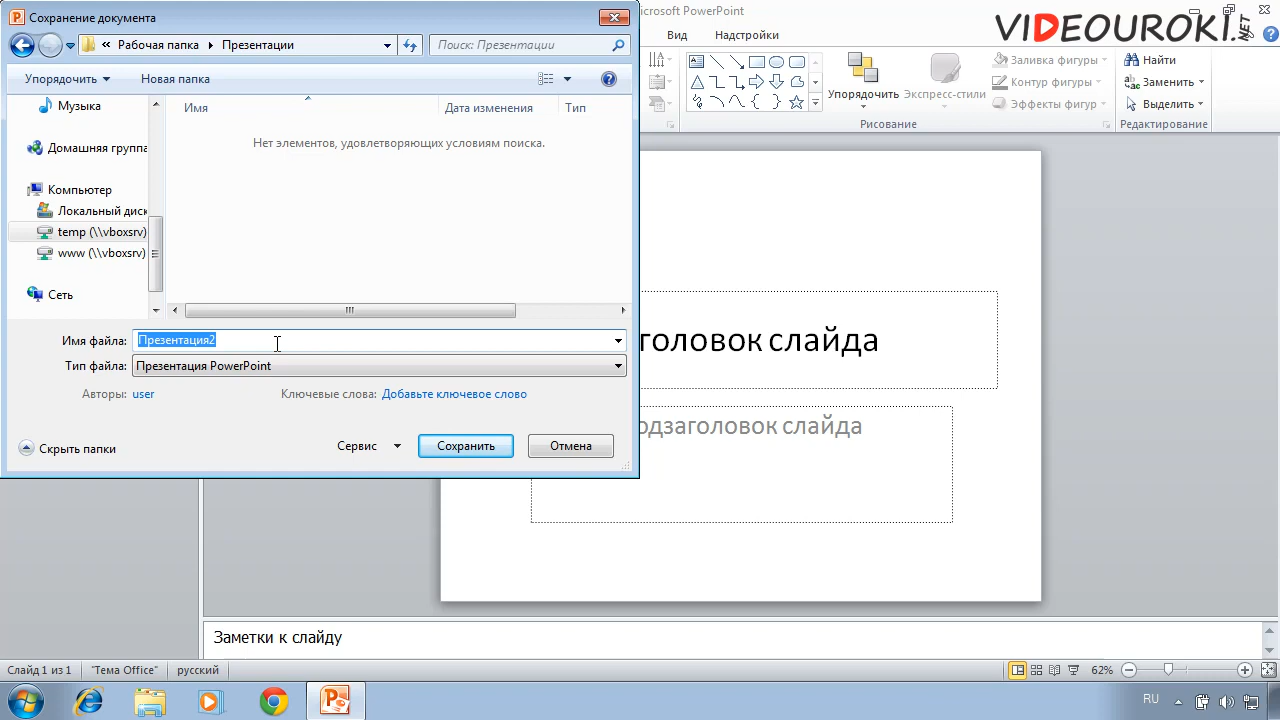 Сохранение документа
icrosoft PowerPoint
VIDEOUROKI.NET
« Рабочая папка Презентации
Поиск: Презентации
Вид Настройки
Упорядочить Новая папка
Заливка фигуры
Контур фигуры
Эффекты фигур
Упорядочить Экспресс-стили
Найти
Заменить
Выделить
Рисование Редактирование
Музыка
Домашняя группа
Компьютер
Локальный диск
temp (\\vboxsrv)
www (\\vboxsrv)
Сеть
Имя Дата изменения Тип
Нет элементов, удовлетворяющих условиям поиска.
Имя файла: Презентация2
Тип файла: Презентация PowerPoint
Авторы: user Ключевые слова: Добавьте ключевое слово
Скрыть папки Сервис Сохранить Отмена
головок слайда
одзаголовок слайда
Заметки к слайду
Слайд 1 из 1 "Тема Office" русский 62%
RU